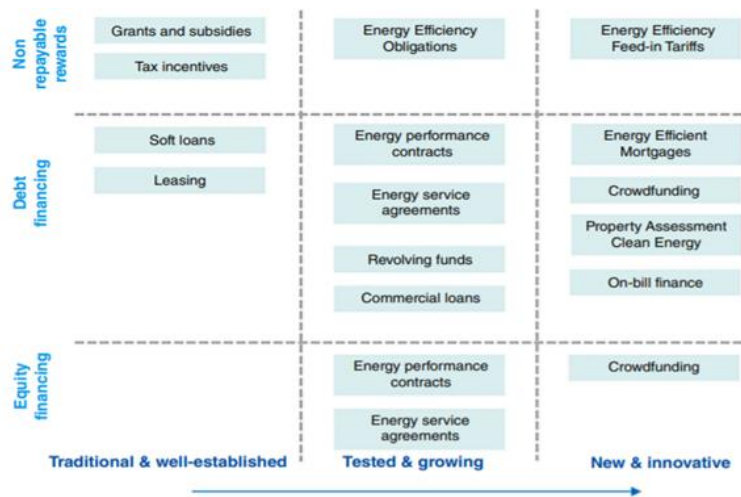 Non
repayable
rewards
Grants and subsidies
Tax incentives
Energy Efficiency
Obligations
Energy Efficiency
Feed-in Tariffs
Debt
financing
Soft loans
Leasing
Energy performance
contracts
Energy service
agreements
Revolving funds
Commercial loans
Energy Efficient
Mortgages
Crowdfunding
Property Assessment
Clean Energy
On-bill finance
Equity
financing
Energy performance
contracts
Energy service
agreements
Crowdfunding
Traditional & well-established
Tested & growing
New & innovative